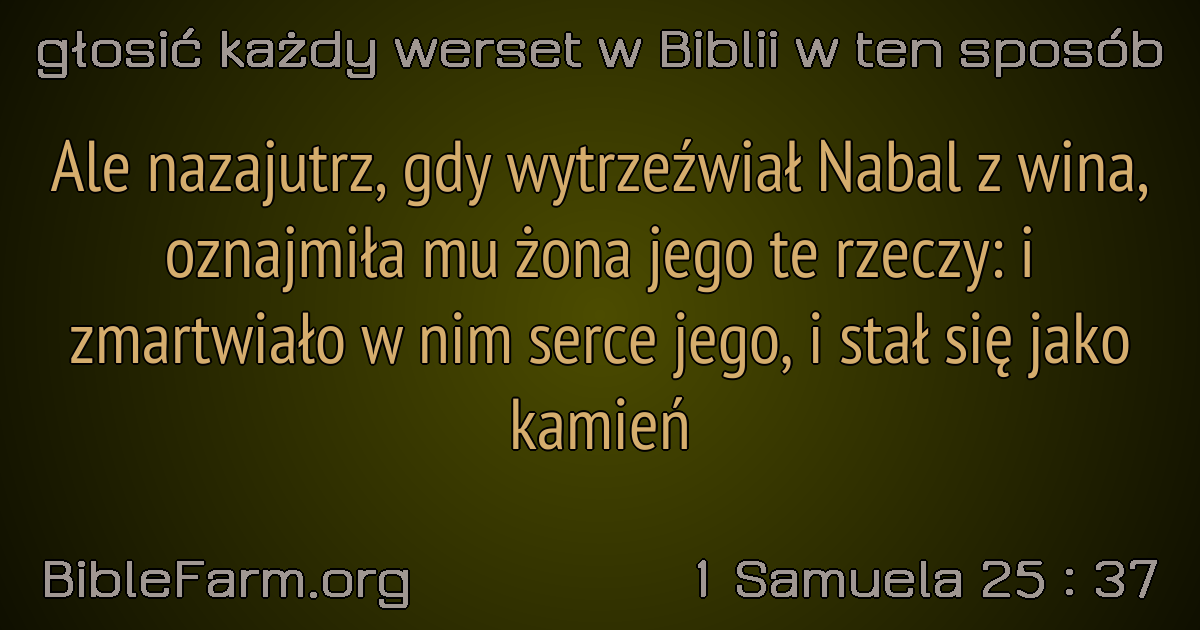 głosić każdy werset w Biblii w ten sposób
Ale nazajutrz, gdy wytrzeźwiał Nabal z wina,
oznajmiła mu żona jego te rzeczy: i
zmartwiało w nim serce jego, i stał się jako
kamień
BibleFarm.org
1 Samuela 25 : 37